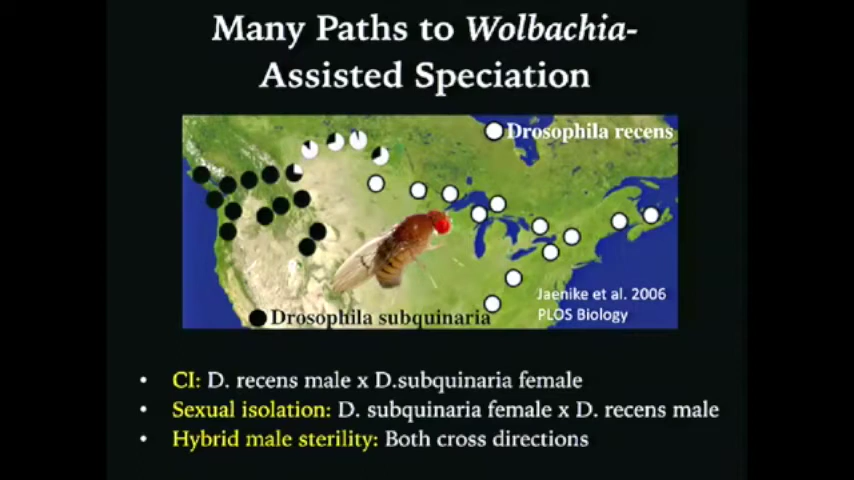 Many Paths to Wolbachia-
Assisted Speciation
Drosophila recens
Jaenike et al. 2006
PLOS Biology
Drosophila subquinaria
• CI: D. recens male x D.subquinaria female
• Sexual isolation: D. subquinaria female x D. recens male
• Hybrid male sterility: Both cross directions